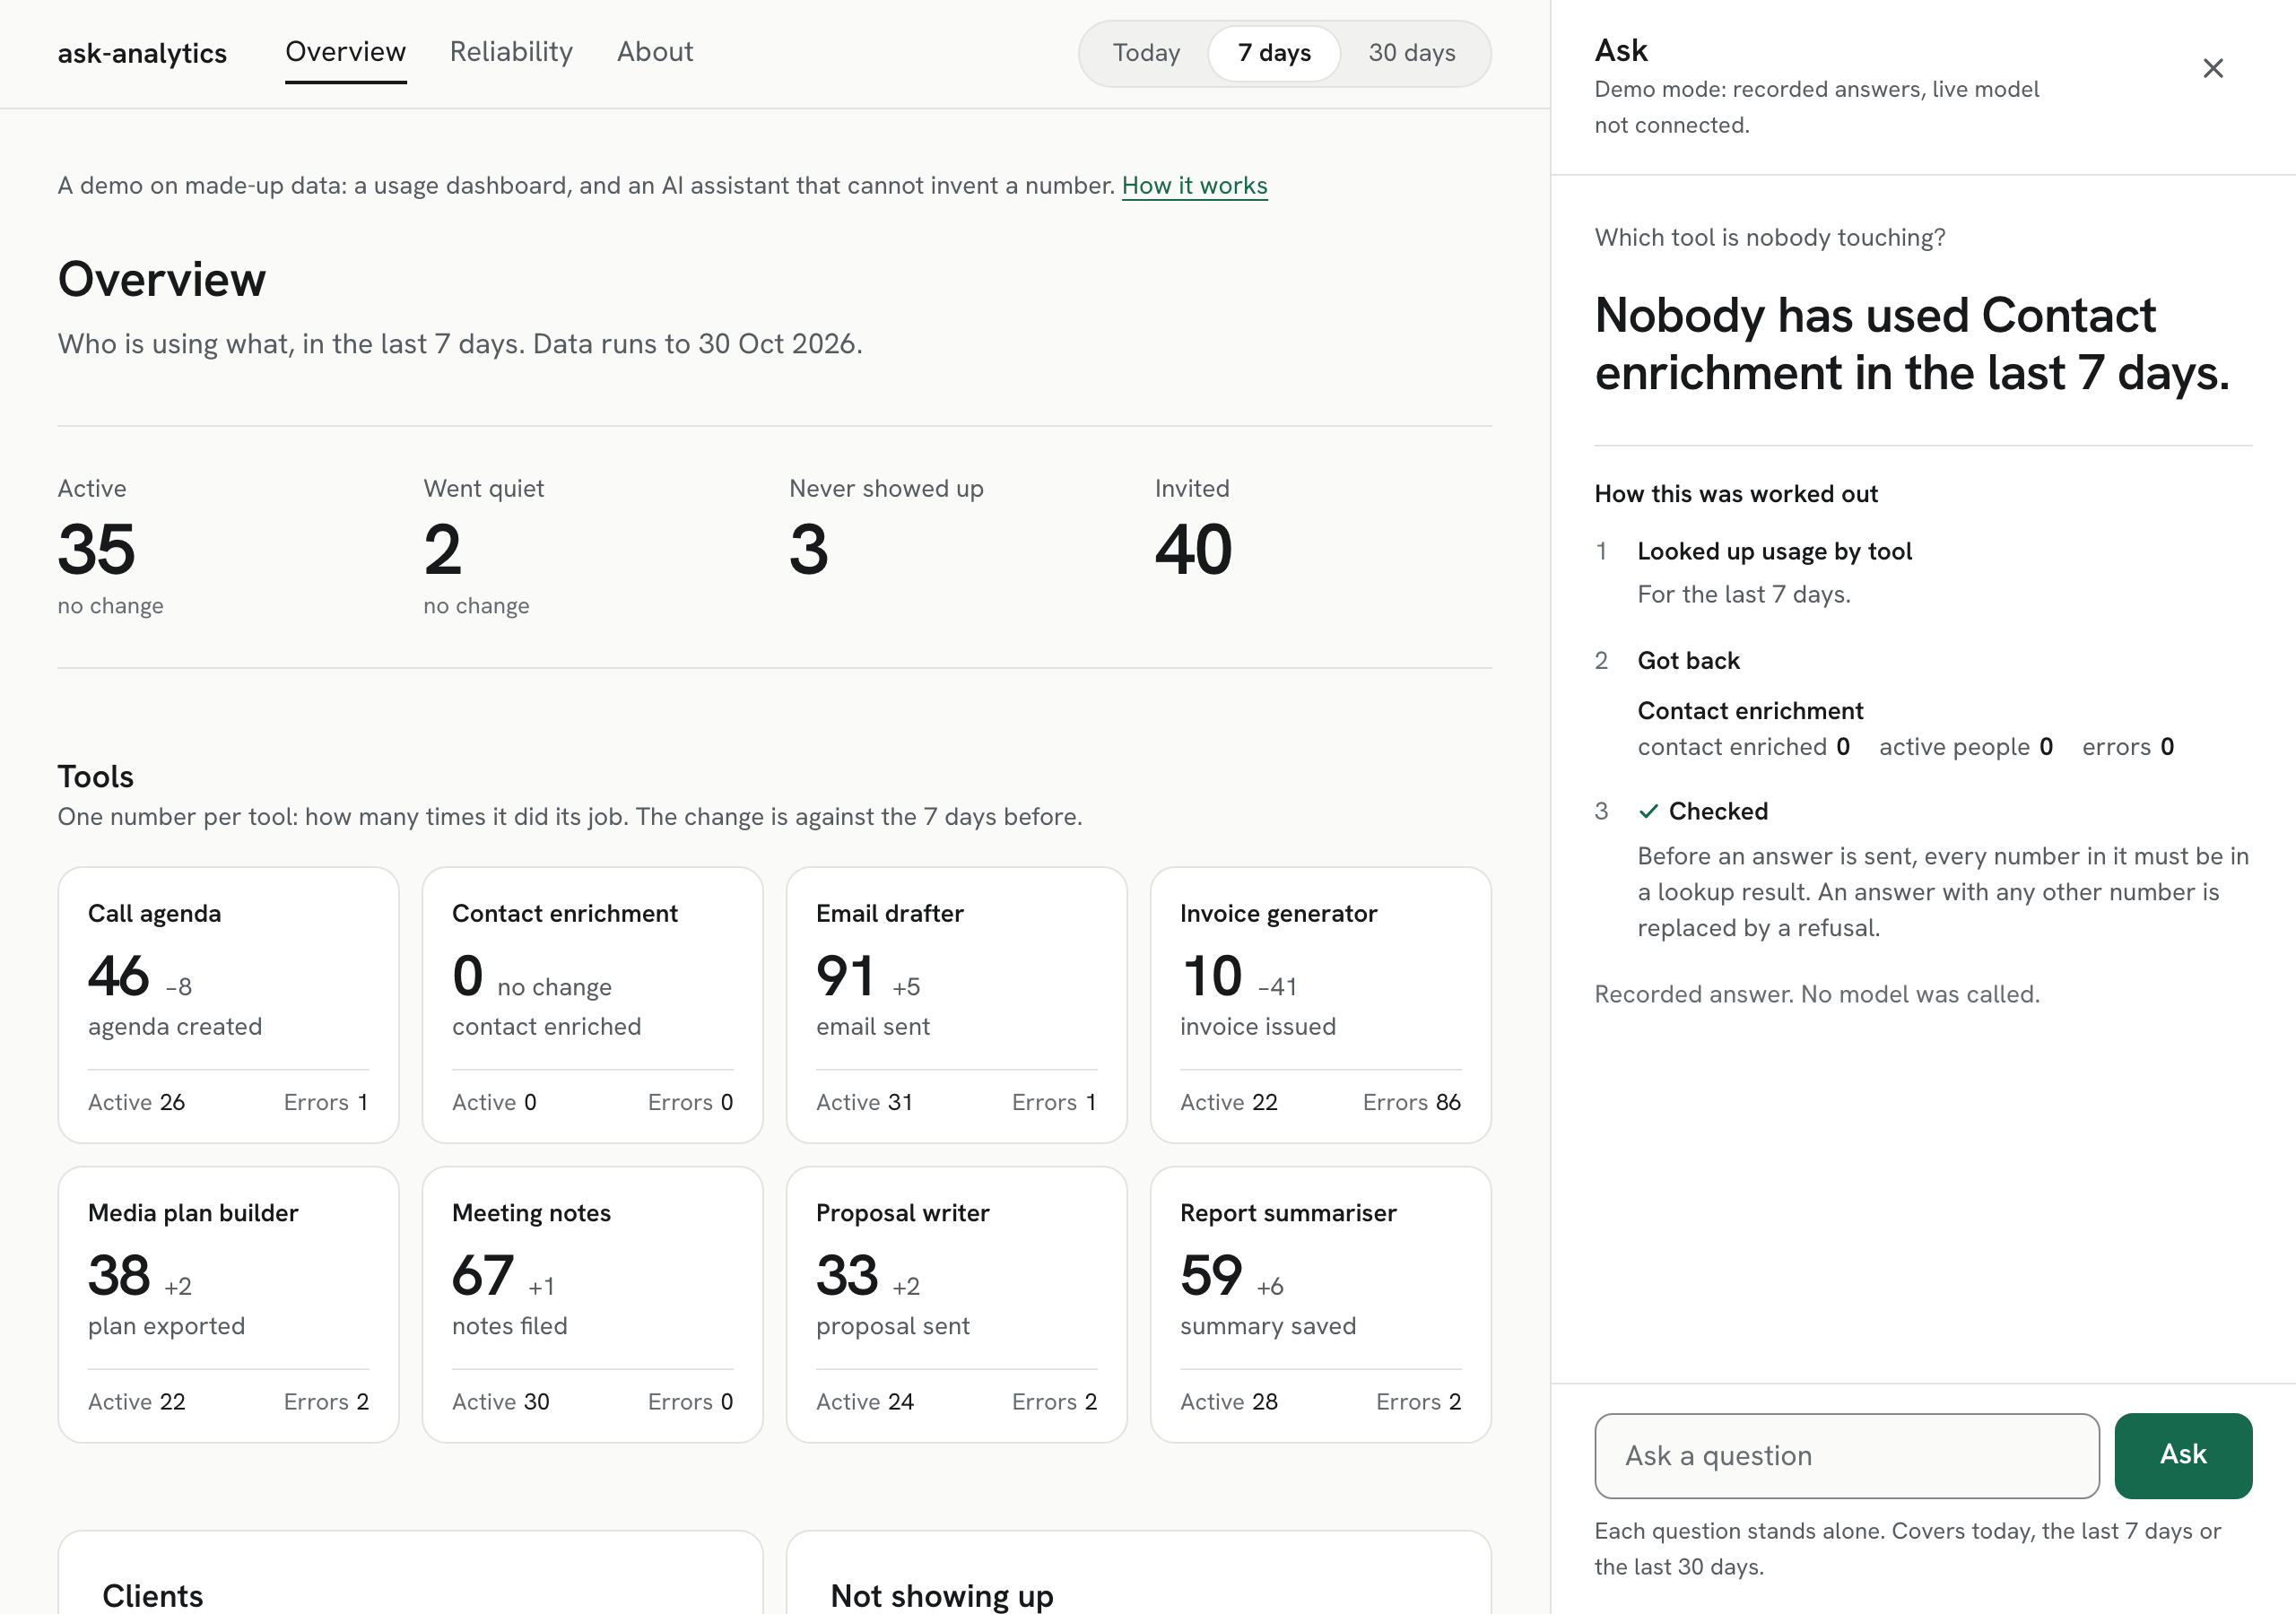 ask-analytics
Overview
Reliability
About
Today
7 days
30 days
A demo on made-up data: a usage dashboard, and an AI assistant that cannot invent a number. How it works
Overview
Who is using what, in the last 7 days. Data runs to 30 Oct 2026.
Active
35
no change
Went quiet
2
no change
Never showed up
3
Invited
40
Tools
One number per tool: how many times it did its job. The change is against the 7 days before.
Call agenda
46 −8
agenda created
Active 26 Errors 1
Contact enrichment
0 no change
contact enriched
Active 0 Errors 0
Email drafter
91 +5
email sent
Active 31 Errors 1
Invoice generator
10 −41
invoice issued
Active 22 Errors 86
Media plan builder
38 +2
plan exported
Active 22 Errors 2
Meeting notes
67 +1
notes filed
Active 30 Errors 0
Proposal writer
33 +2
proposal sent
Active 24 Errors 2
Report summariser
59 +6
summary saved
Active 28 Errors 2
Clients
Not showing up
Ask
Demo mode: recorded answers, live model
not connected.
Which tool is nobody touching?
Nobody has used Contact
enrichment in the last 7 days.
How this was worked out
1 Looked up usage by tool
For the last 7 days.
2 Got back
Contact enrichment
contact enriched 0 active people 0 errors 0
3 Checked
Before an answer is sent, every number in it must be in
a lookup result. An answer with any other number is
replaced by a refusal.
Recorded answer. No model was called.
Ask a question
Ask
Each question stands alone. Covers today, the last 7 days or
the last 30 days.